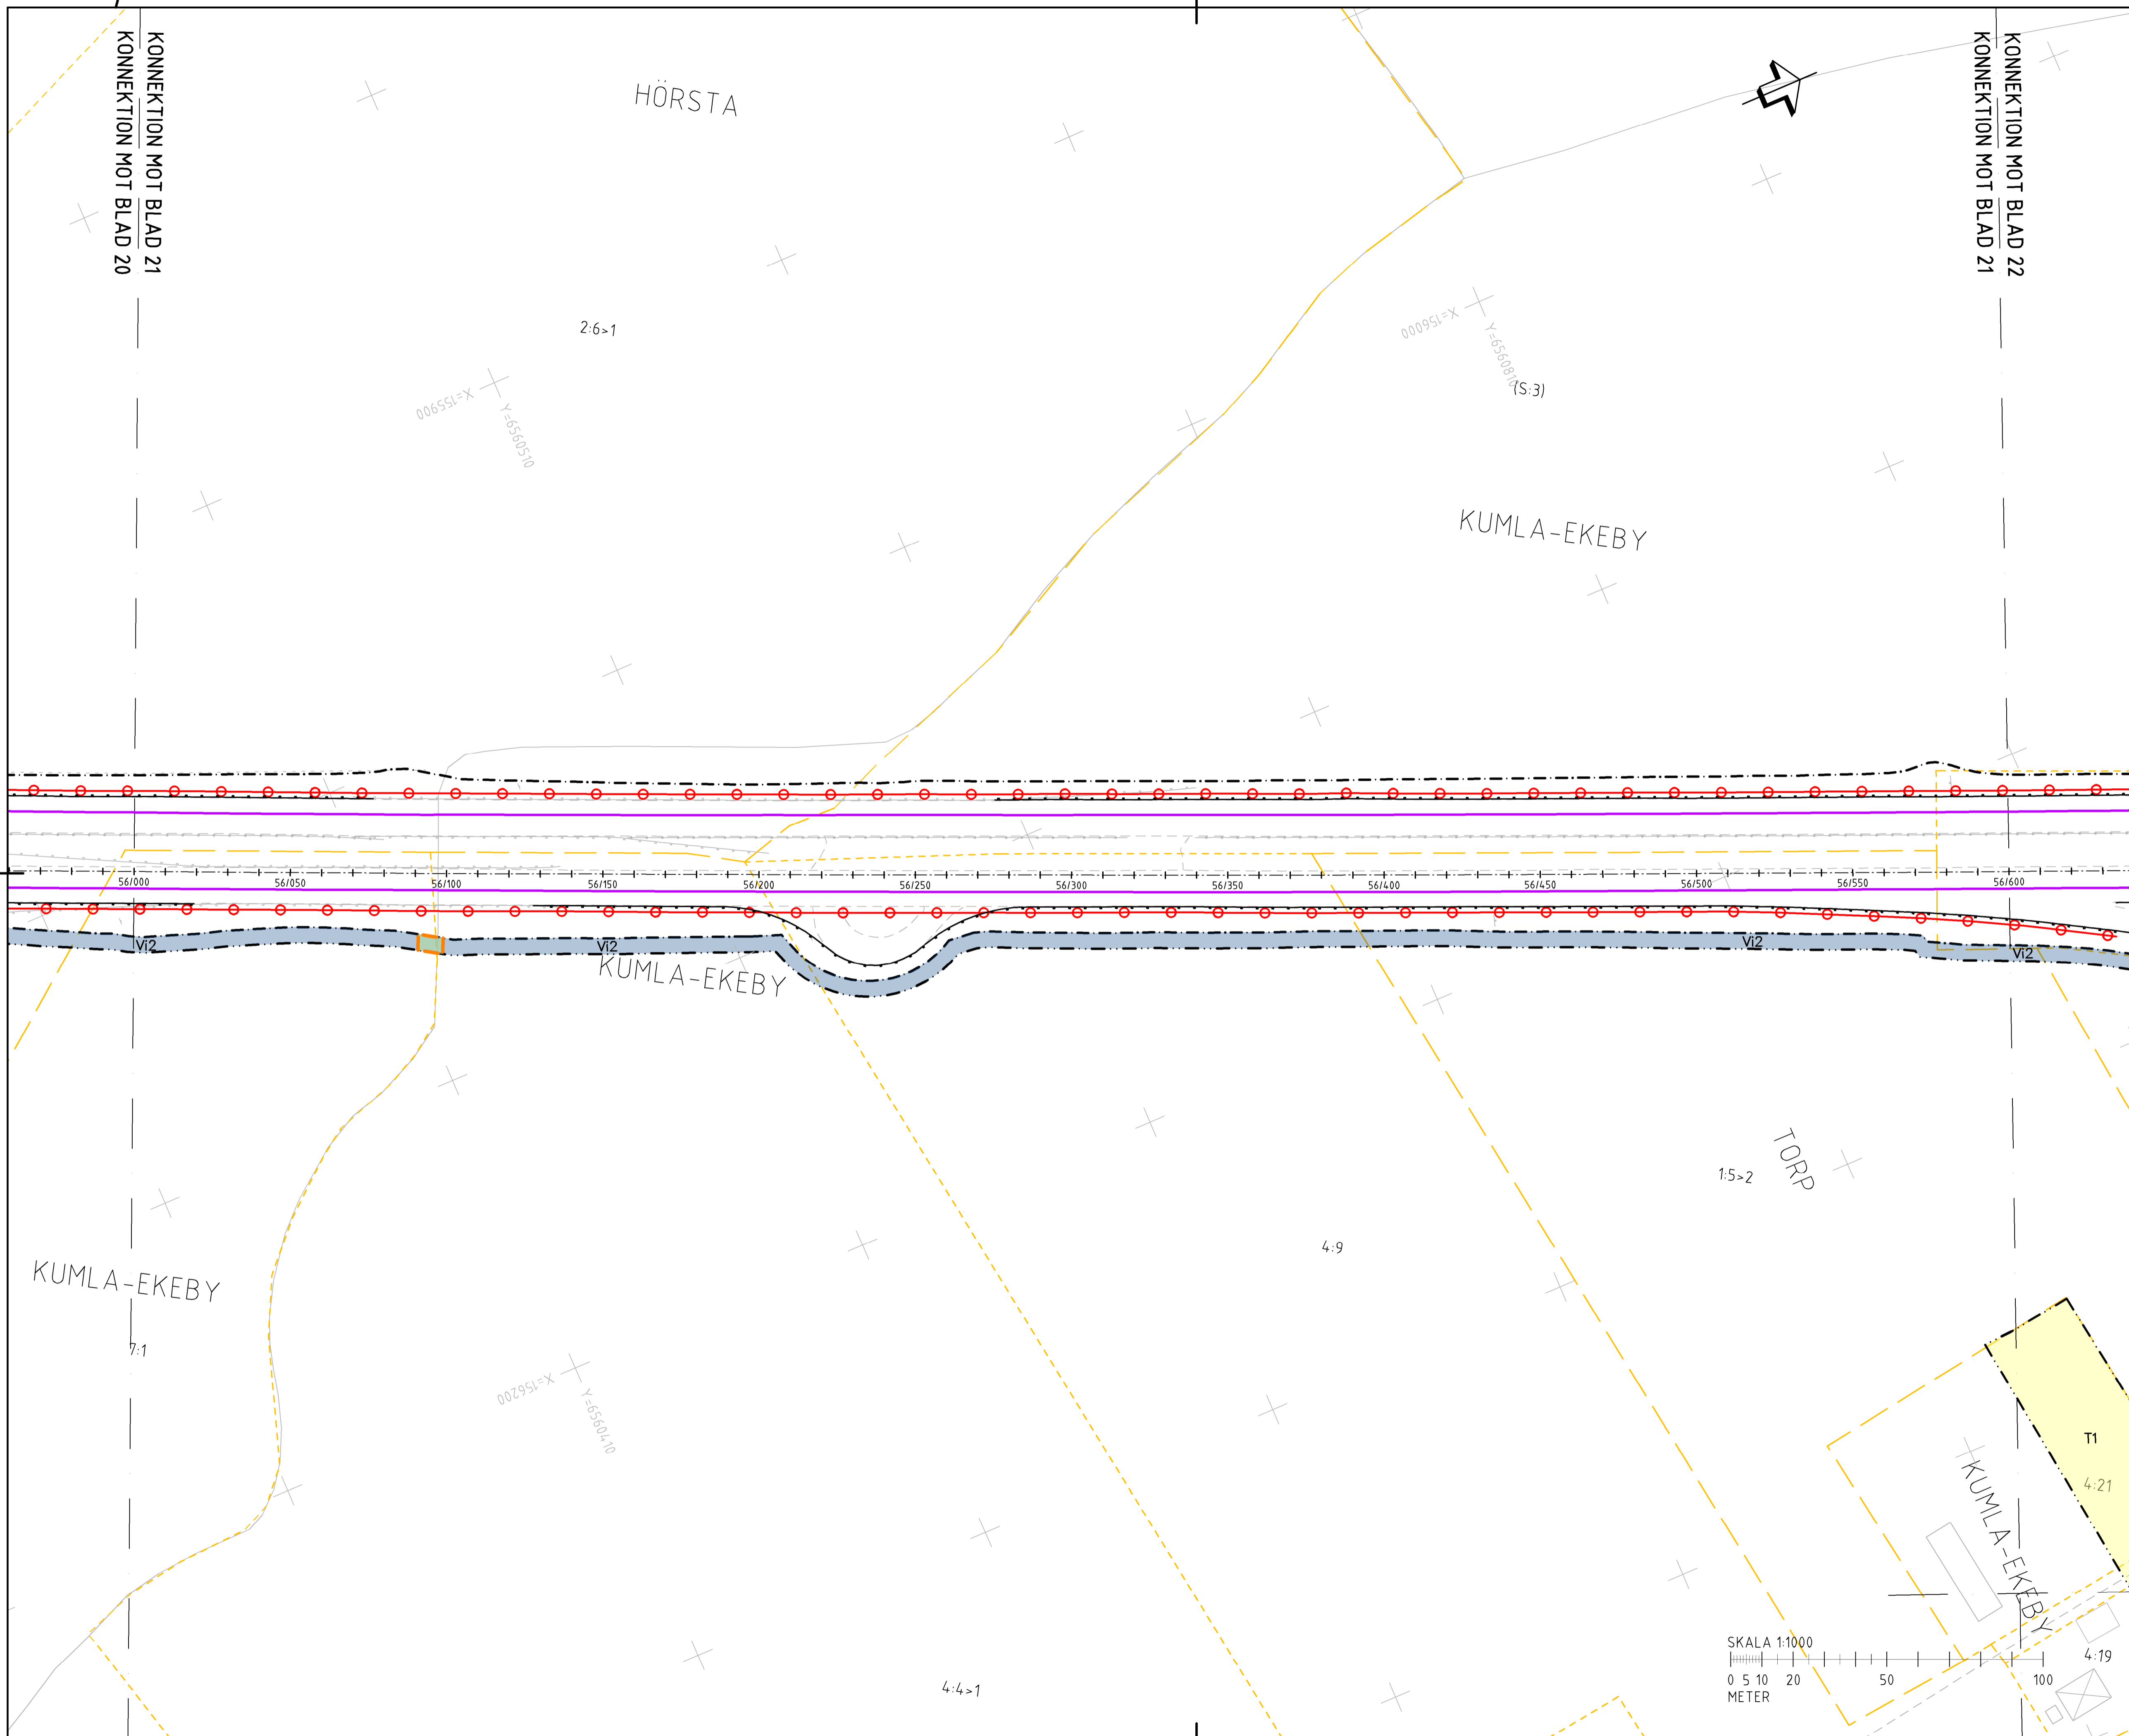 KONNEKTION MOT BLAD 21
KONNEKTION MOT BLAD 20
KONNEKTION MOT BLAD 22
KONNEKTION MOT BLAD 21
HÖRSTA
2:6>1
X=155900
Y=6560510
X=156000
Y=6560810
(S:3)
KUMLA-EKEBY
56/000
56/050
56/100
56/150
56/200
56/250
56/300
56/350
56/400
56/450
56/500
56/550
56/600
Vi2
Vi2
Vi2
Vi2
KUMLA-EKEBY
TORP
1:5>2
4:9
KUMLA-EKEBY
7:1
X=156200
Y=6560410
T1
4:21
KUMLA-EKEBY
4:19
4:4>1
SKALA 1:1000
0 5 10 20 50 100
METER